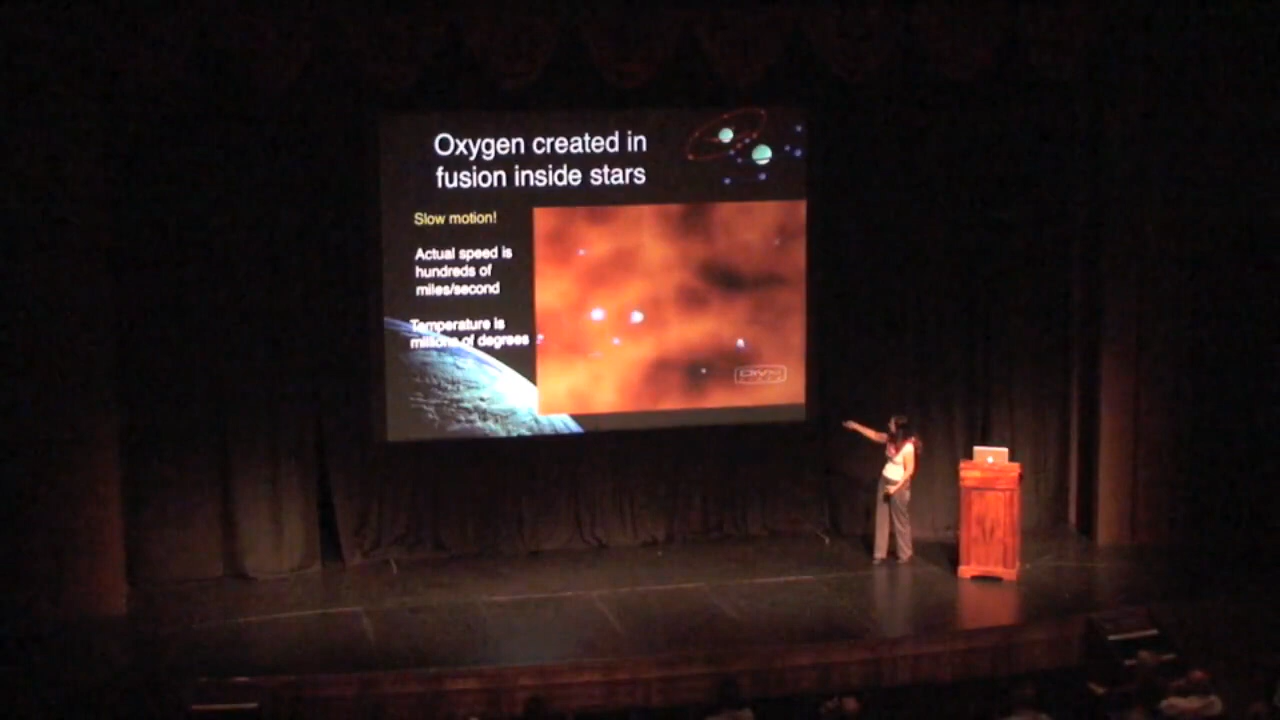 Oxygen created in
fusion inside stars
Slow motion!
Actual speed is
hundreds of
miles/second
Temperature is
millions of degrees